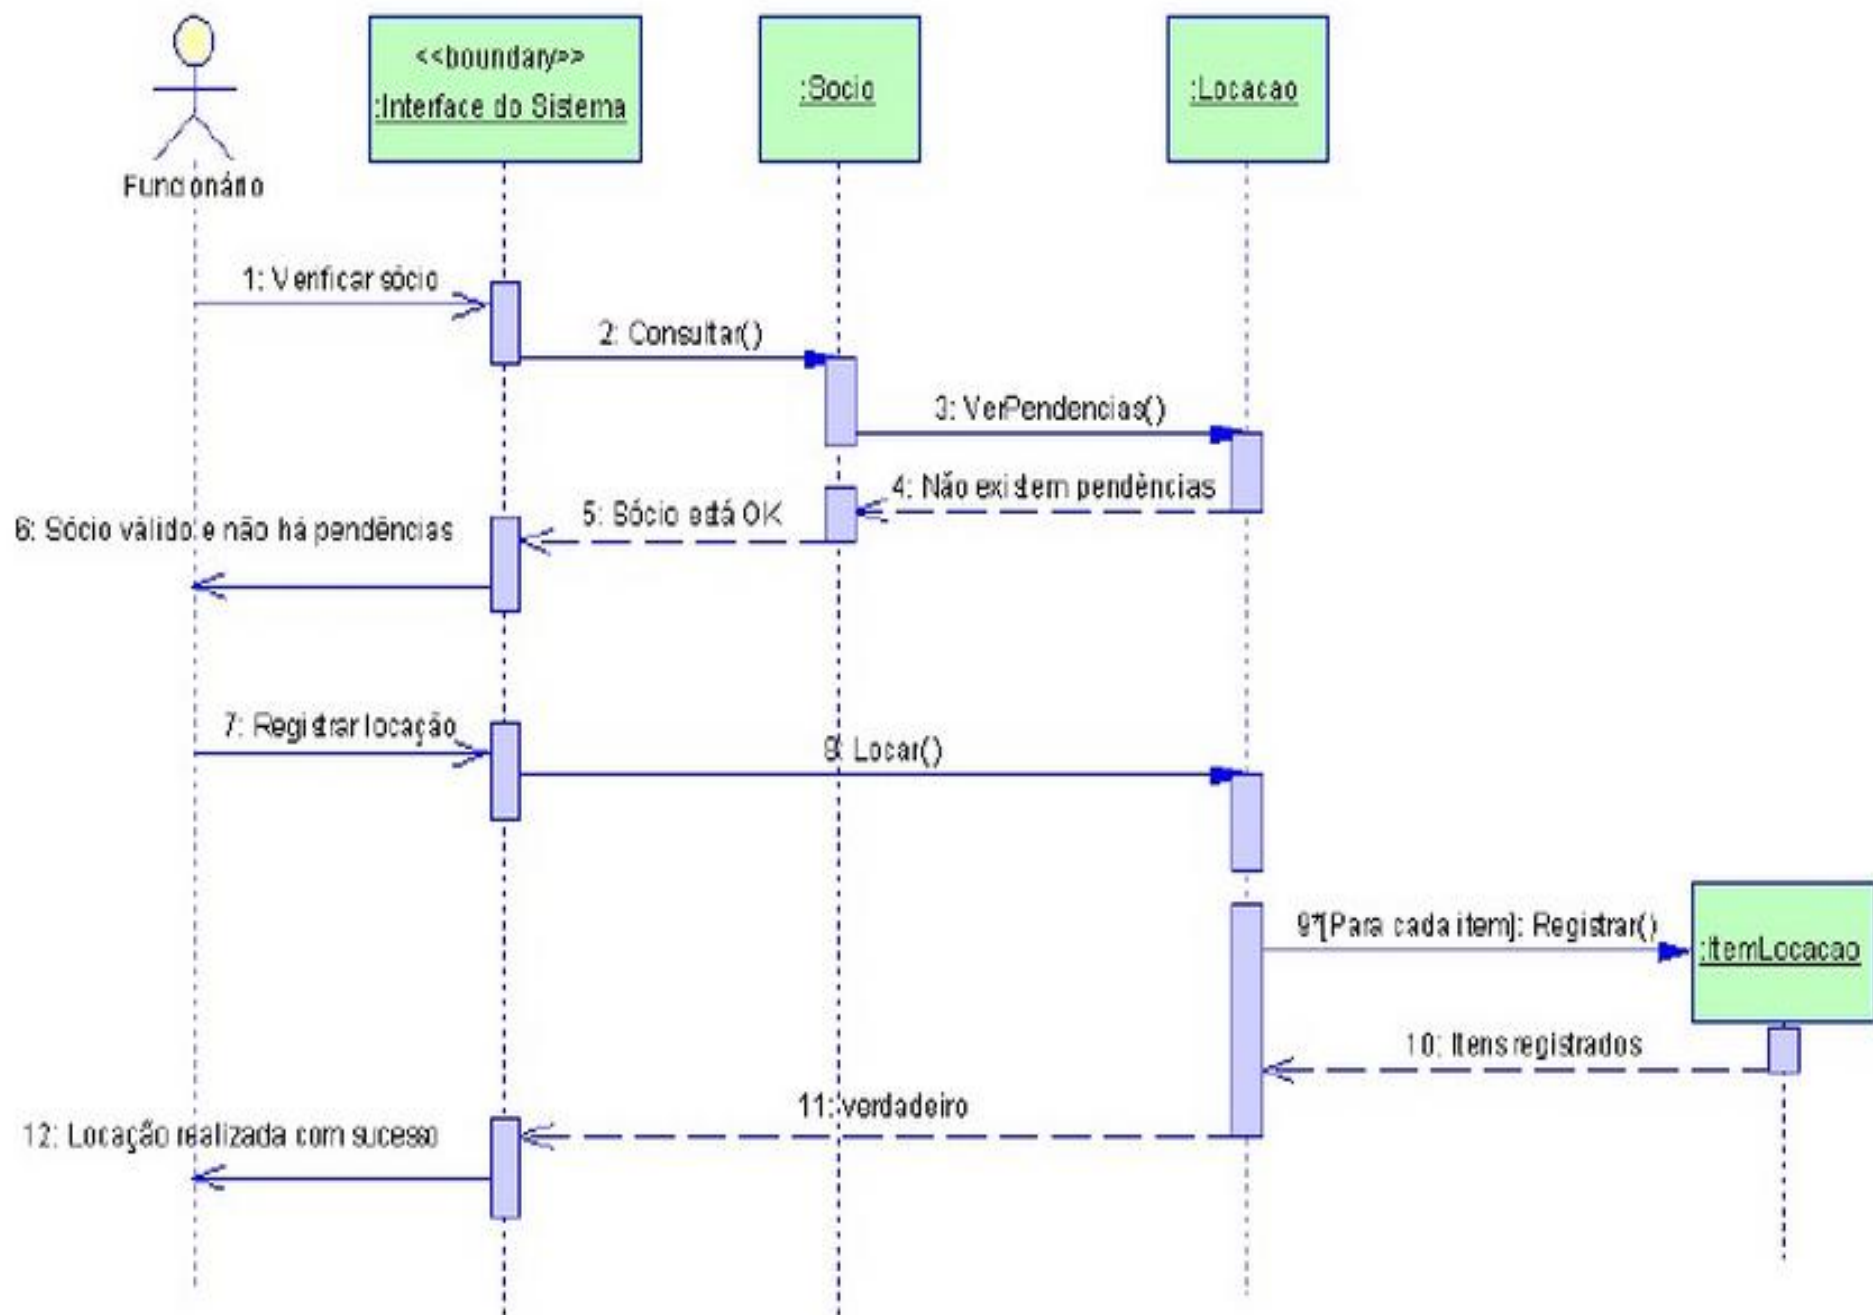 <<boundary>>
:Interface do Sistema
:Socio
:Locacao
Funcionário
1: Verificar sócio
2: Consultar()
3: VerPendencias()
4: Não existem pendências
5: Sócio está OK
6: Sócio válido e não há pendências
7: Registrar locação
8: Locar()
9*[Para cada item]: Registrar()
:ItemLocacao
10: Itens registrados
11: verdadeiro
12: Locação realizada com sucesso